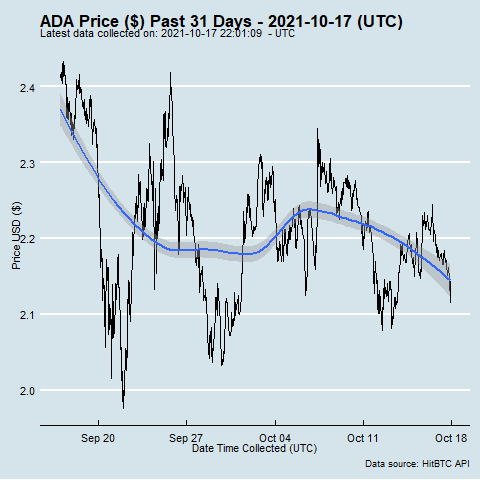 ADA Price ($) Past 31 Days - 2021-10-17 (UTC)
Latest data collected on: 2021-10-17 22:01:09 - UTC
Price USD ($)
2.4
2.3
2.2
2.1
2.0
Sep 20 Sep 27 Oct 04 Oct 11 Oct 18
Date Time Collected (UTC)
Data source: HitBTC API